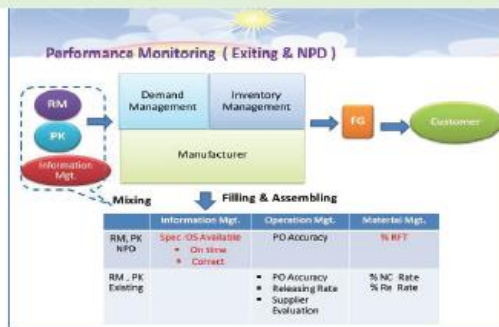 Performance Monitoring ( Exiting & NPD )
RM
PK
Information
Mgt.
Demand
Management
Inventory
Management
Manufacturer
FG
Customer
Mixing
Filling & Assembling
Information Mgt.
Operation Mgt.
Material Mgt.
RM, PK
NPD
Spec /OS Available
• On time
• Correct
PO Accuracy
% RFT
RM , PK
Existing
• PO Accuracy
• Releasing Rate
• Supplier
Evaluation
% NC Rate
% Re Rate